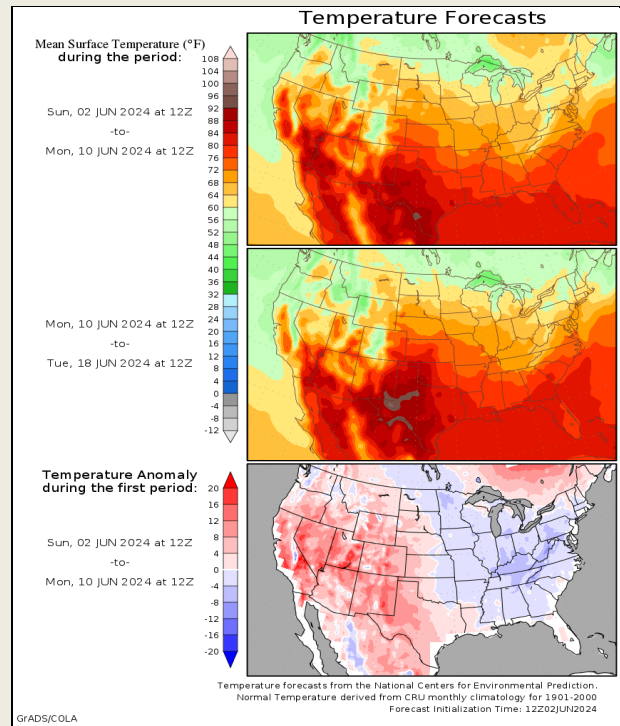 Temperature Forecasts
Mean Surface Temperature (°F)
during the period:
108
104
100
96
92
88
84
80
76
72
68
64
60
56
52
48
44
40
36
32
28
24
20
16
12
8
4
0
-4
-8
-12
Sun, 02 JUN 2024 at 12Z
-to-
Mon, 10 JUN 2024 at 12Z
Mon, 10 JUN 2024 at 12Z
-to-
Tue, 18 JUN 2024 at 12Z
Temperature Anomaly
during the first period:
20
16
12
8
4
0
-4
-8
-12
-16
-20
Sun, 02 JUN 2024 at 12Z
-to-
Mon, 10 JUN 2024 at 12Z
Temperature forecasts from the National Centers for Environmental Prediction.
Normal Temperature derived from CRU monthly climatology for 1901-2000
Forecast Initialization Time: 12Z02JUN2024
GrADS/COLA